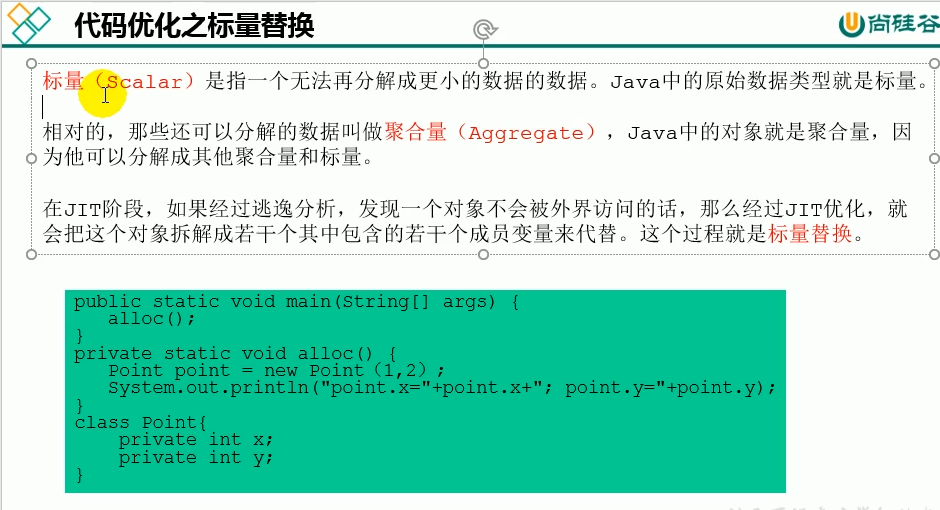 代码优化之标量替换
尚硅谷
标量（Scalar）是指一个无法再分解成更小的数据的数据。Java中的原始数据类型就是标量。
相对的，那些还可以分解的数据叫做聚合量（Aggregate），Java中的对象就是聚合量，因
为他可以分解成其他聚合量和标量。
在JIT阶段，如果经过逃逸分析，发现一个对象不会被外界访问的话，那么经过JIT优化，就
会把这个对象拆解成若干个其中包含的若干个成员变量来代替。这个过程就是标量替换。
public static void main(String[] args) {
alloc();
}
private static void alloc() {
Point point = new Point（1,2）;
System.out.println("point.x="+point.x+"; point.y="+point.y);
}
class Point{
private int x;
private int y;
}